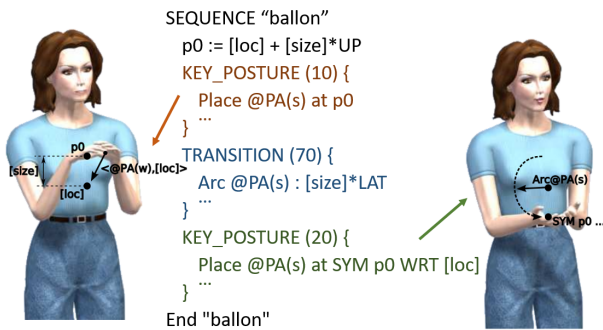 SEQUENCE “ballon”
p0 := [loc] + [size]*UP
KEY_POSTURE (10) {
Place @PA(s) at p0
...
}
TRANSITION (70) {
Arc @PA(s) : [size]*LAT
...
}
KEY_POSTURE (20) {
Place @PA(s) at SYM p0 WRT [loc]
...
}
End "ballon"
p0
[size]
<@PA(w),[loc]>
[loc]
Arc@PA(s)
SYM p0 ...